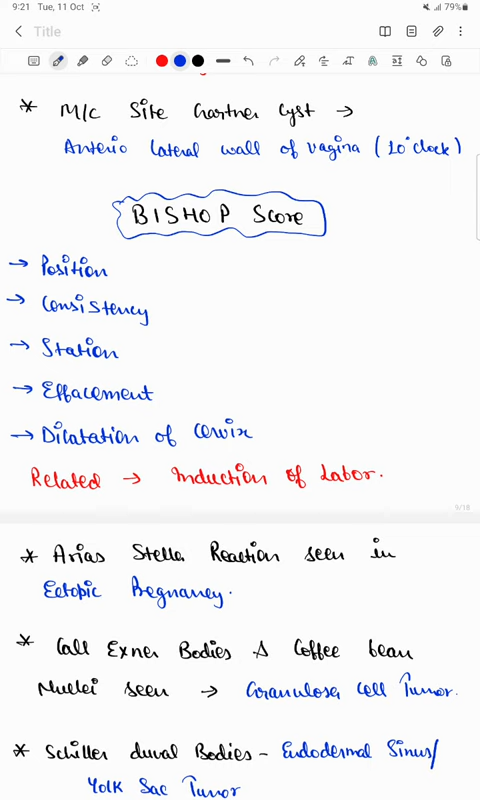 9:21 Tue, 11 Oct
79%
Title
* M/C Site Gartner Cyst →
Anterio lateral wall of vagina (10'clock)
BISHOP Score
→ Position
→ Consistency
→ Station
→ Effacement
→ Dilatation of cervix
Related → Induction of Labor.
9/18
* Arias Stella Reaction seen in
Ectopic Pregnancy.
* Call Exner Bodies & Coffee bean
Nuclei seen → Granulosa cell Tumor.
* Schiller duval Bodies - Endodermal Sinus/
Yolk Sac Tumor